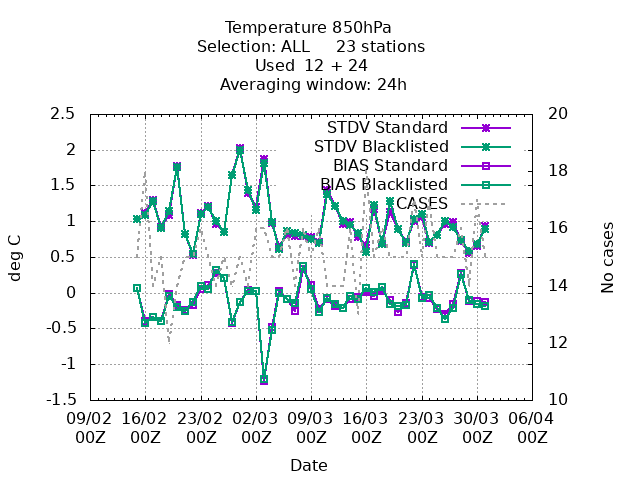 Temperature 850hPa
Selection: ALL 23 stations
Used 12 + 24
Averaging window: 24h
2.5
2
1.5
1
0.5
0
-0.5
-1
-1.5
deg C
20
18
16
14
12
10
No cases
STDV Standard
STDV Blacklisted
BIAS Standard
BIAS Blacklisted
CASES
09/02 16/02 23/02 02/03 09/03 16/03 23/03 30/03 06/04
00Z 00Z 00Z 00Z 00Z 00Z 00Z 00Z 00Z
Date